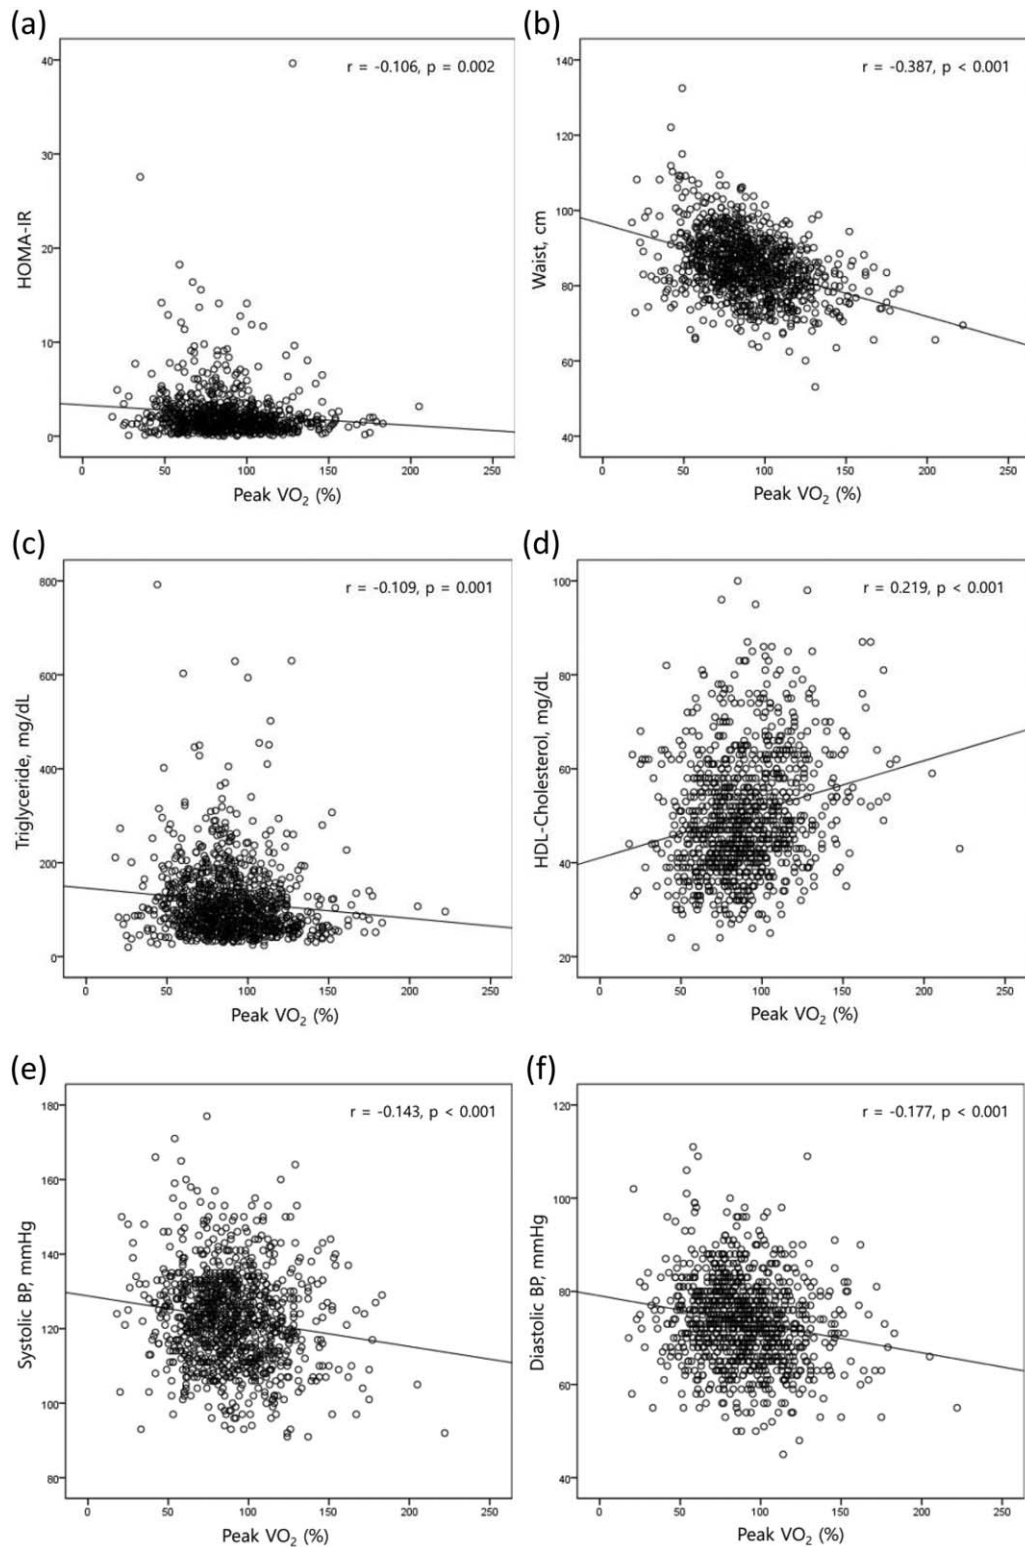 (a)
r = -0.106, p = 0.002
40
30
20
10
0
HOMA-IR
0 50 100 150 200 250
Peak VO₂ (%)
(b)
r = -0.387, p < 0.001
140
120
100
80
60
40
Waist, cm
0 50 100 150 200 250
Peak VO₂ (%)
(c)
r = -0.109, p = 0.001
800
600
400
200
0
Triglyceride, mg/dL
0 50 100 150 200 250
Peak VO₂ (%)
(d)
r = 0.219, p < 0.001
100
80
60
40
20
HDL-Cholesterol, mg/dL
0 50 100 150 200 250
Peak VO₂ (%)
(e)
r = -0.143, p < 0.001
180
160
140
120
100
80
Systolic BP, mmHg
0 50 100 150 200 250
Peak VO₂ (%)
(f)
r = -0.177, p < 0.001
120
100
80
60
40
Diastolic BP, mmHg
0 50 100 150 200 250
Peak VO₂ (%)